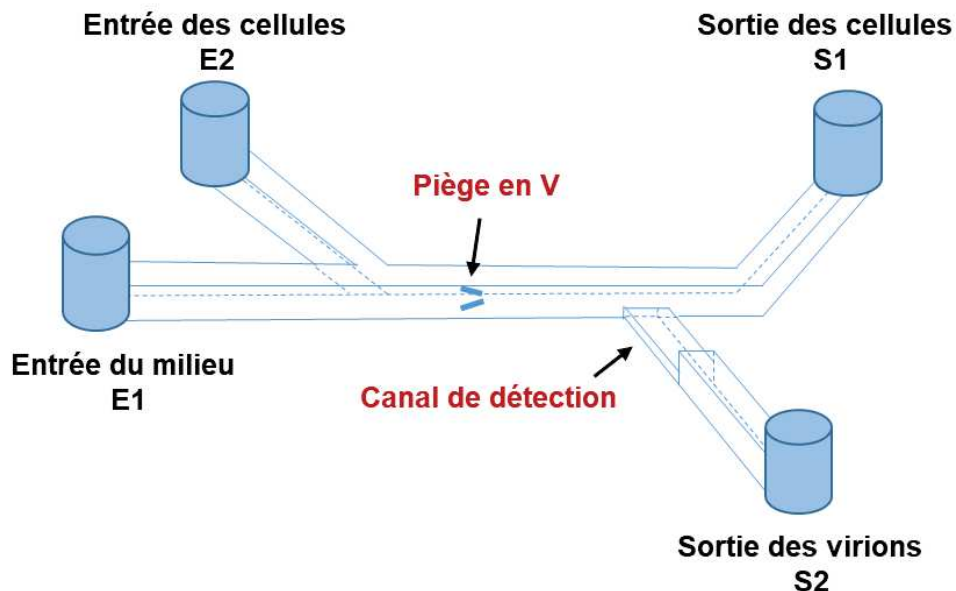 Entrée des cellules
E2
Sortie des cellules
S1
Piège en V
Entrée du milieu
E1
Canal de détection
Sortie des virions
S2